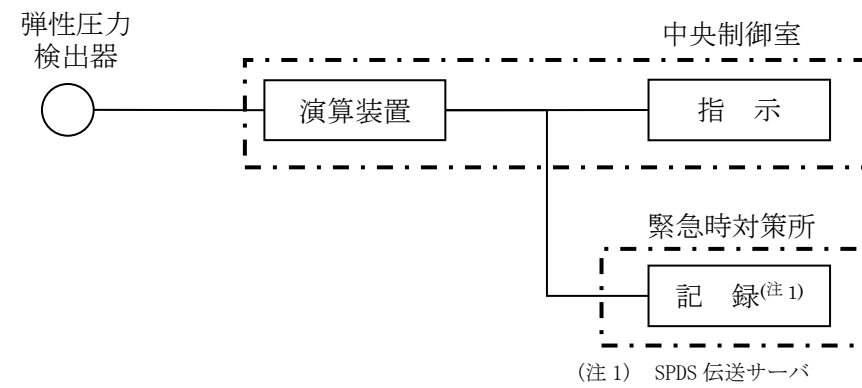 弾性圧力
検出器
中央制御室
演算装置
指　示
緊急時対策所
記　録(注1)
(注1)　SPDS 伝送サーバ